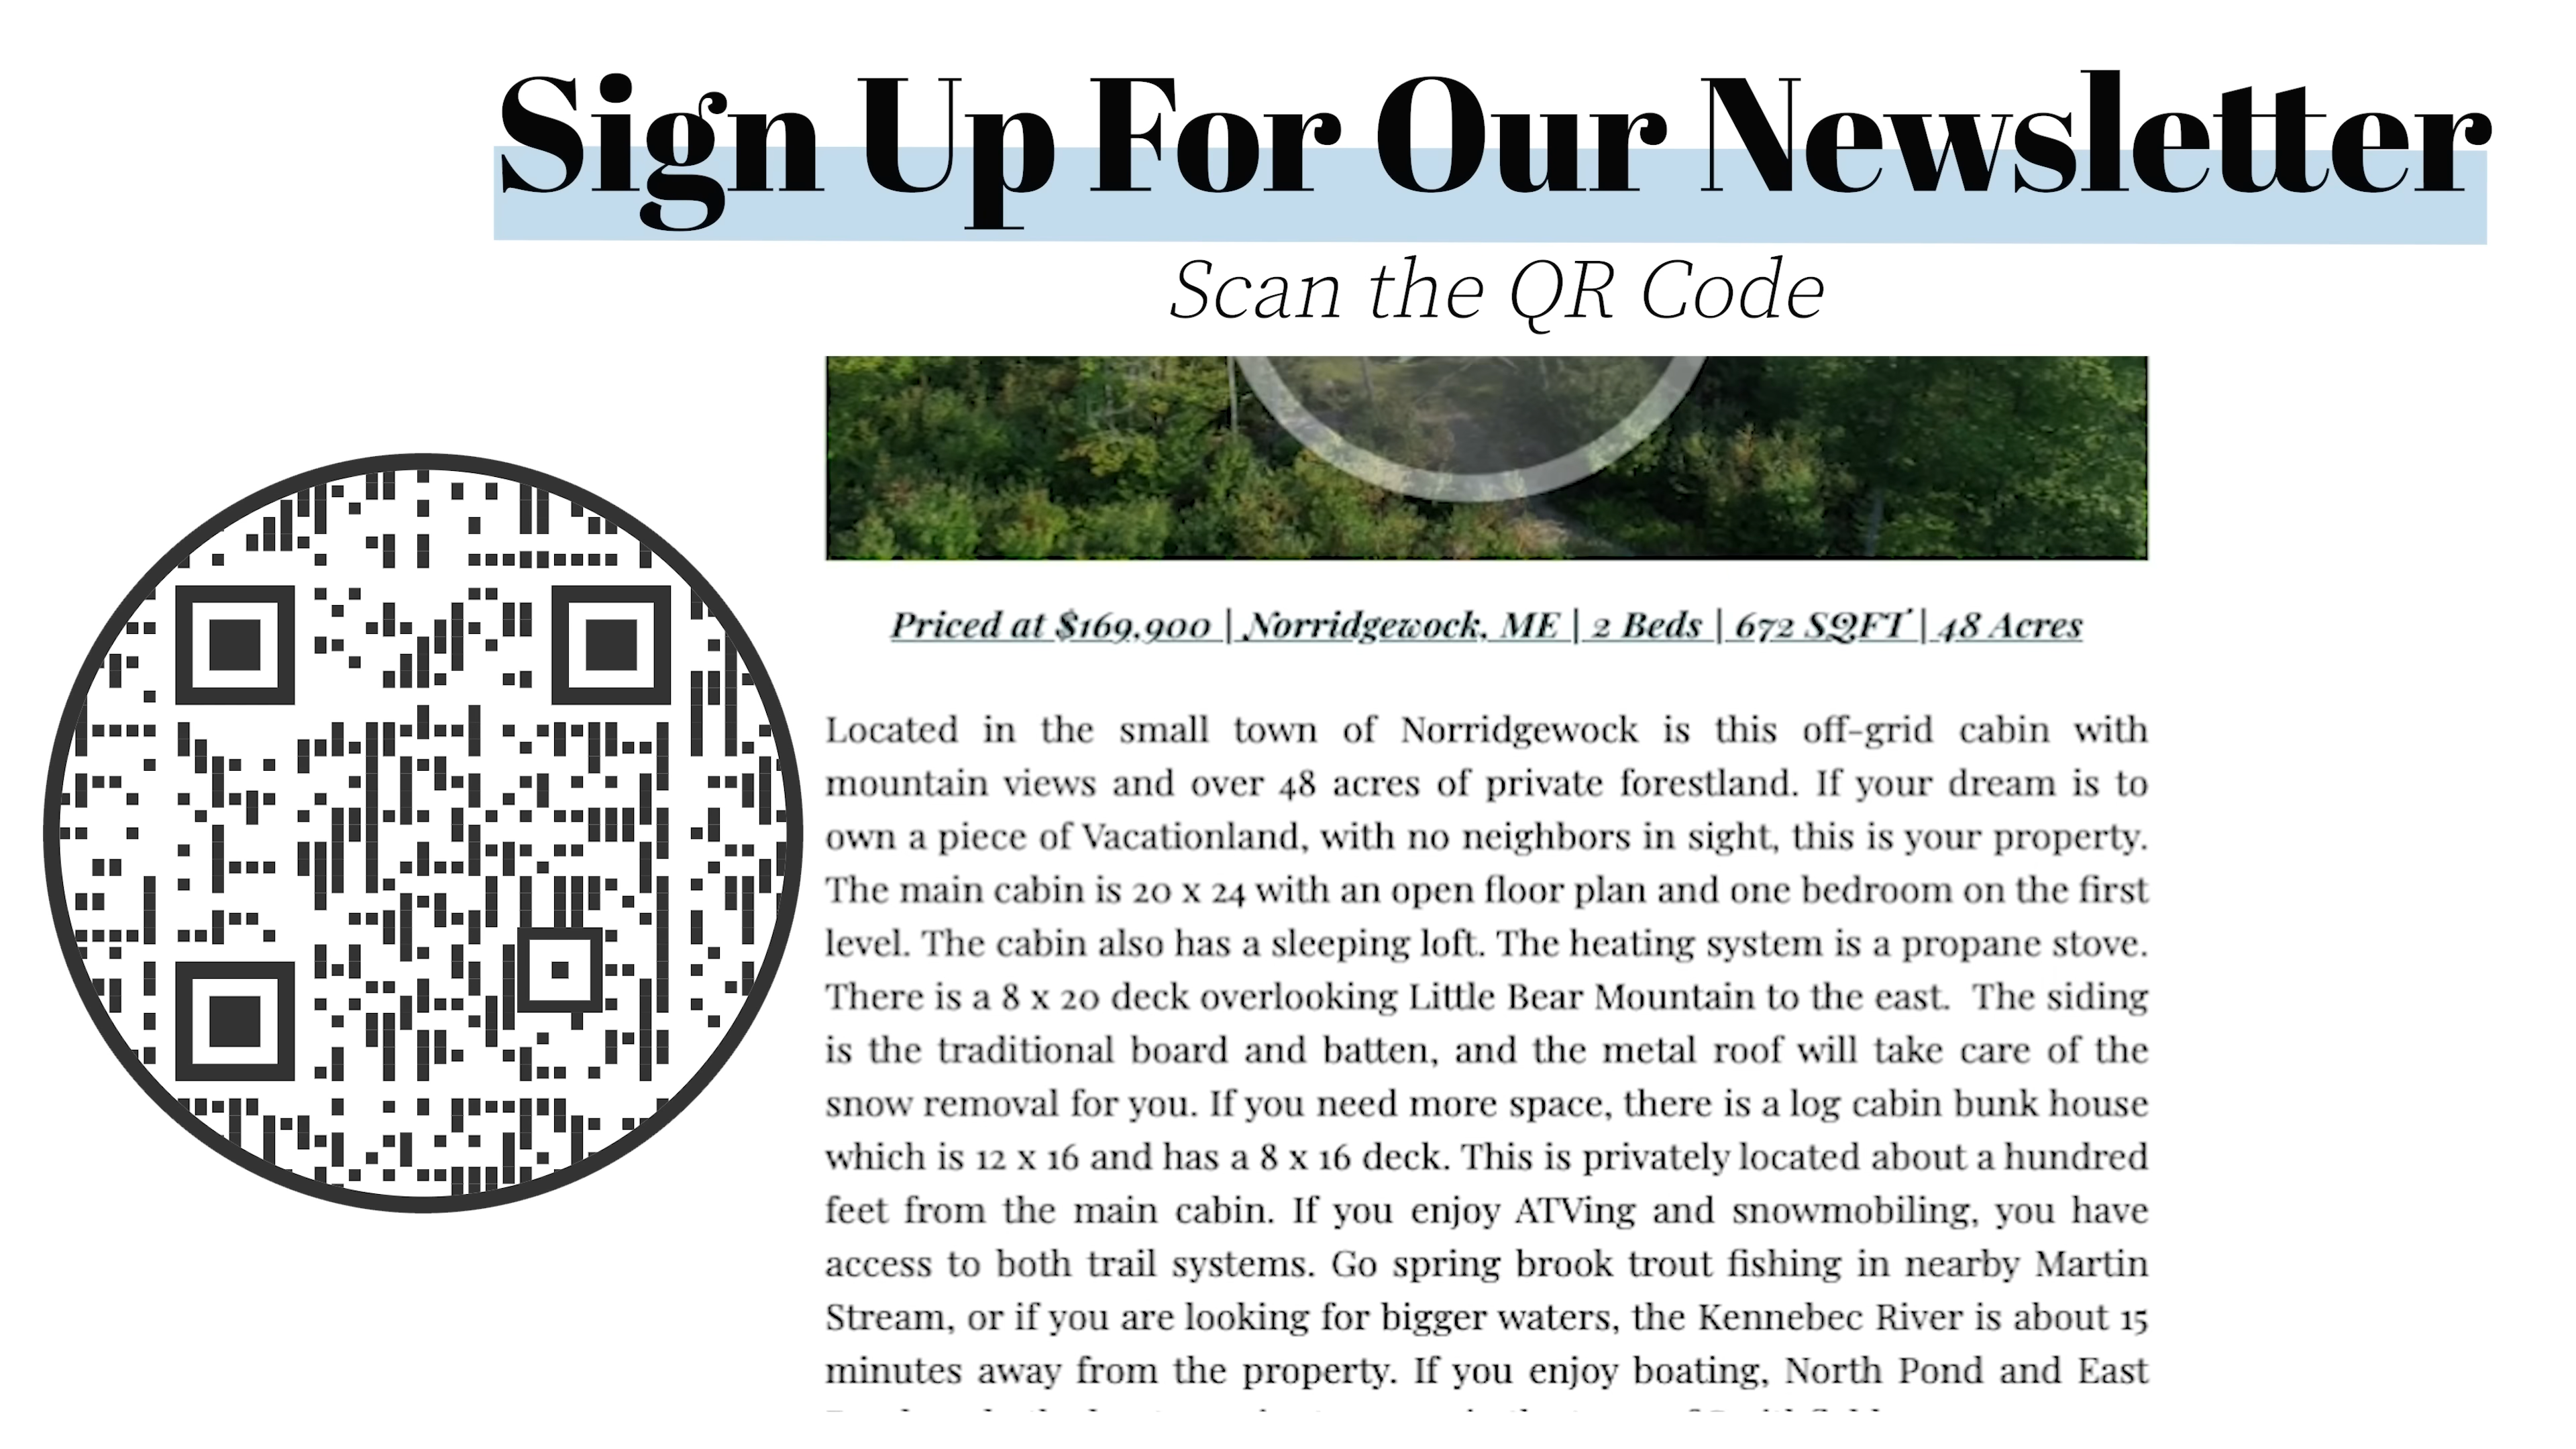 Sign Up For Our Newsletter
Scan the QR Code
Priced at $169,900 | Norridgewock, ME | 2 Beds | 672 SQFT | 48 Acres
Located in the small town of Norridgewock is this off-grid cabin with
mountain views and over 48 acres of private forestland. If your dream is to
own a piece of Vacationland, with no neighbors in sight, this is your property.
The main cabin is 20 x 24 with an open floor plan and one bedroom on the first
level. The cabin also has a sleeping loft. The heating system is a propane stove.
There is a 8 x 20 deck overlooking Little Bear Mountain to the east.  The siding
is the traditional board and batten, and the metal roof will take care of the
snow removal for you. If you need more space, there is a log cabin bunk house
which is 12 x 16 and has a 8 x 16 deck. This is privately located about a hundred
feet from the main cabin. If you enjoy ATVing and snowmobiling, you have
access to both trail systems. Go spring brook trout fishing in nearby Martin
Stream, or if you are looking for bigger waters, the Kennebec River is about 15
minutes away from the property. If you enjoy boating, North Pond and East